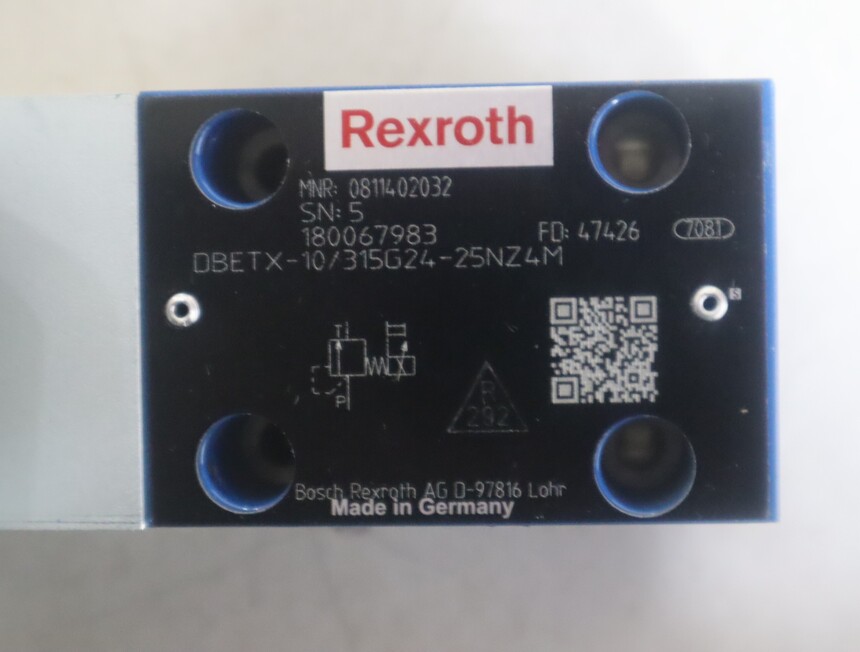 Rexroth
MNR: 0811402032
SN: 5
180067983 FD: 47426 7081
DBETX-10/315G24-25NZ4M
S
T
P
R
292
Bosch Rexroth AG D-97816 Lohr
Made in Germany